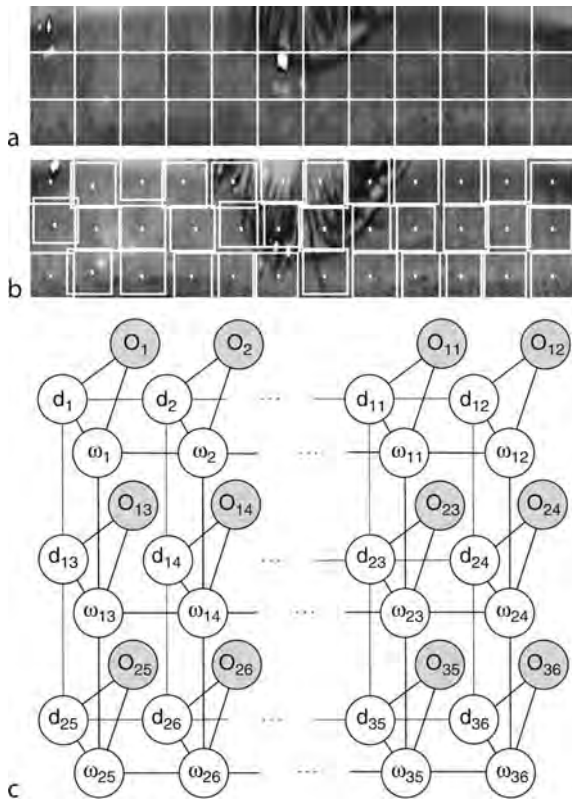 a
b
O1 O2 O11 O12
d1 d2 ... d11 d12
ω1 ω2 ... ω11 ω12
O13 O14 O23 O24
d13 d14 ... d23 d24
ω13 ω14 ... ω23 ω24
O25 O26 O35 O36
d25 d26 ... d35 d36
ω25 ω26 ... ω35 ω36
c